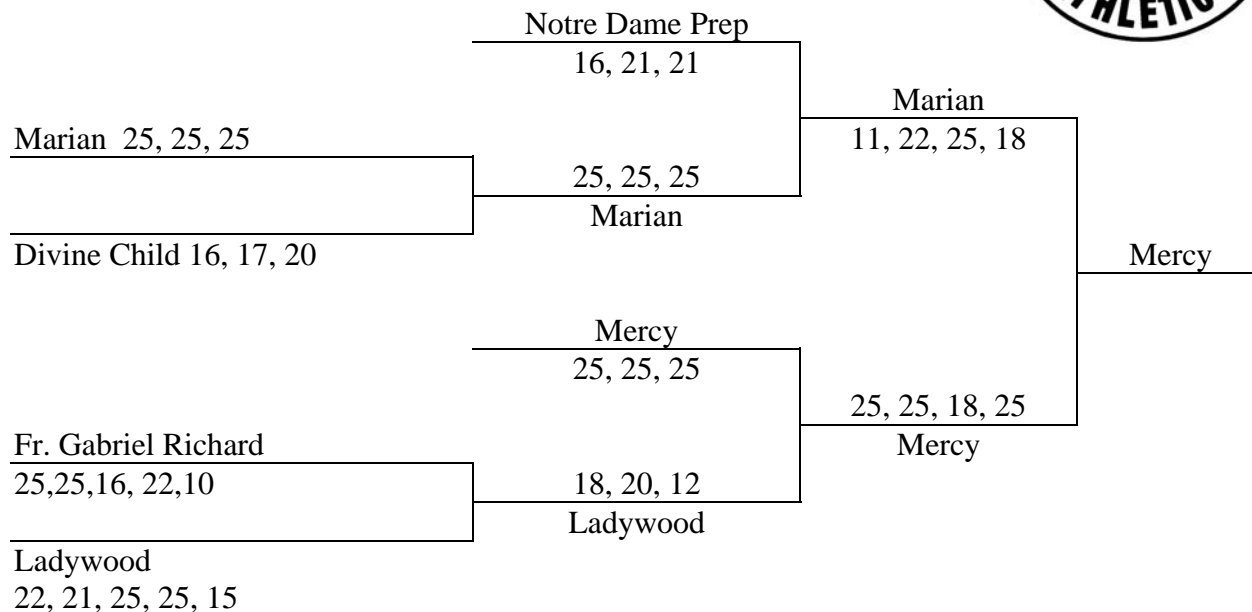 THLETIC
Notre Dame Prep
16, 21, 21
Marian
11, 22, 25, 18
Marian  25, 25, 25
25, 25, 25
Marian
Divine Child 16, 17, 20
Mercy
Mercy
25, 25, 25
25, 25, 18, 25
Mercy
Fr. Gabriel Richard
25,25,16, 22,10
18, 20, 12
Ladywood
Ladywood
22, 21, 25, 25, 15